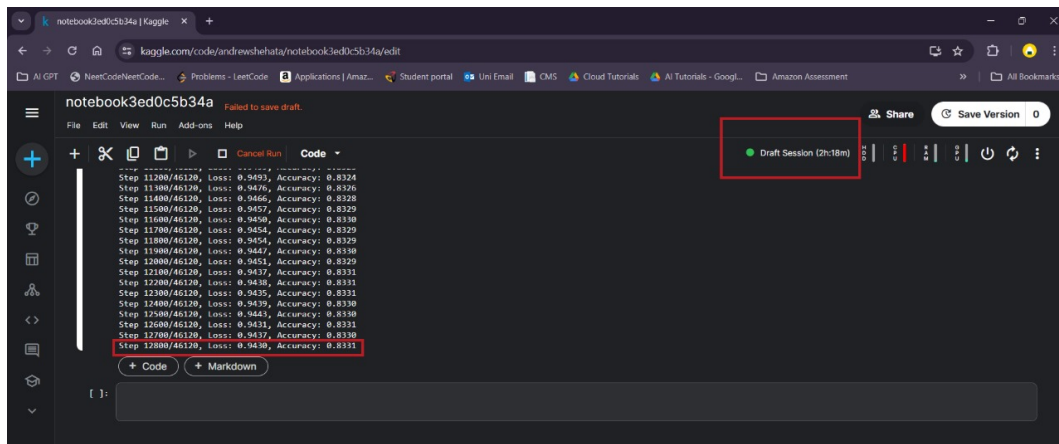 notebook3ed0c5b34a | Kaggle
kaggle.com/code/andrewshehata/notebook3ed0c5b34a/edit
AI GPT NeetCodeNeetCode... Problems - LeetCode Applications | Amaz... Student portal Uni Email CMS Cloud Tutorials AI Tutorials - Googl... Amazon Assessment » All Bookmarks
notebook3ed0c5b34a Failed to save draft.
Share Save Version 0
File Edit View Run Add-ons Help
Cancel Run Code Draft Session (2h:18m) HDD CPU RAM GPU
Step 11200/46120, Loss: 0.9493, Accuracy: 0.8324
Step 11300/46120, Loss: 0.9476, Accuracy: 0.8326
Step 11400/46120, Loss: 0.9466, Accuracy: 0.8328
Step 11500/46120, Loss: 0.9457, Accuracy: 0.8329
Step 11600/46120, Loss: 0.9450, Accuracy: 0.8330
Step 11700/46120, Loss: 0.9454, Accuracy: 0.8329
Step 11800/46120, Loss: 0.9454, Accuracy: 0.8329
Step 11900/46120, Loss: 0.9447, Accuracy: 0.8330
Step 12000/46120, Loss: 0.9451, Accuracy: 0.8329
Step 12100/46120, Loss: 0.9437, Accuracy: 0.8331
Step 12200/46120, Loss: 0.9438, Accuracy: 0.8331
Step 12300/46120, Loss: 0.9435, Accuracy: 0.8331
Step 12400/46120, Loss: 0.9439, Accuracy: 0.8330
Step 12500/46120, Loss: 0.9443, Accuracy: 0.8330
Step 12600/46120, Loss: 0.9431, Accuracy: 0.8331
Step 12700/46120, Loss: 0.9437, Accuracy: 0.8330
Step 12800/46120, Loss: 0.9430, Accuracy: 0.8331
+ Code + Markdown
[ ]: